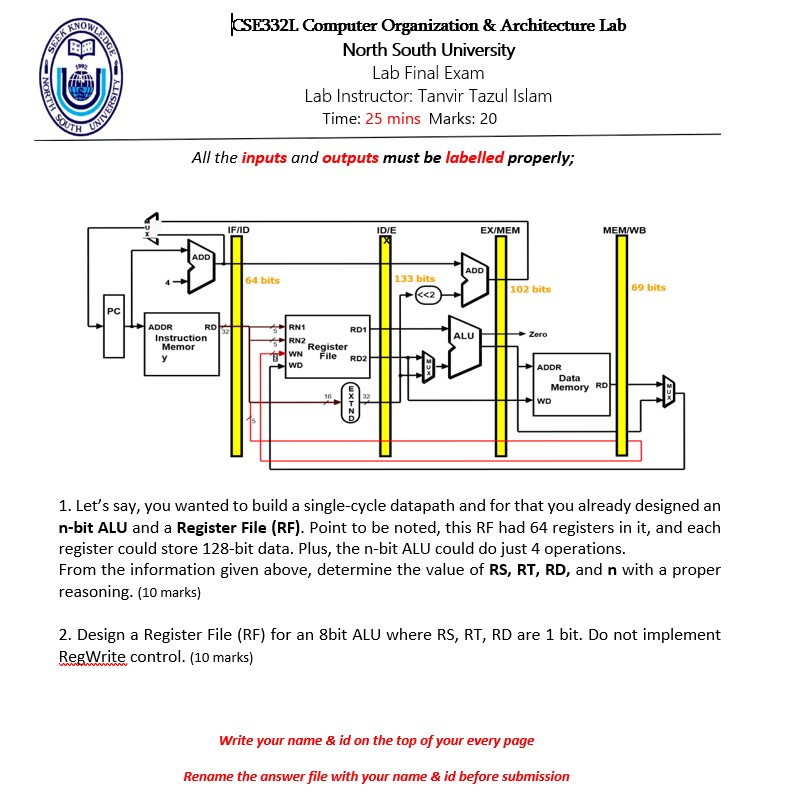 SEEK KNOWLEDGE
1992
NORTH SOUTH UNIVERSITY
CSE332L Computer Organization & Architecture Lab
North South University
Lab Final Exam
Lab Instructor: Tanvir Tazul Islam
Time: 25 mins Marks: 20
All the inputs and outputs must be labelled properly;
MUX
IF/ID
ID/E
X
EX/MEM
MEM/WB
ADD
4
64 bits
133 bits
<<2
ADD
102 bits
69 bits
PC
ADDR
RD
Instruction
Memor
y
32
5
5
5
RN1
RN2
WN
WD
Register
File
RD1
RD2
16
EXTND
32
5
MUX
ALU
Zero
ADDR
Data
Memory
RD
WD
MUX
1. Let's say, you wanted to build a single-cycle datapath and for that you already designed an
n-bit ALU and a Register File (RF). Point to be noted, this RF had 64 registers in it, and each
register could store 128-bit data. Plus, the n-bit ALU could do just 4 operations.
From the information given above, determine the value of RS, RT, RD, and n with a proper
reasoning. (10 marks)
2. Design a Register File (RF) for an 8bit ALU where RS, RT, RD are 1 bit. Do not implement
RegWrite control. (10 marks)
Write your name & id on the top of your every page
Rename the answer file with your name & id before submission